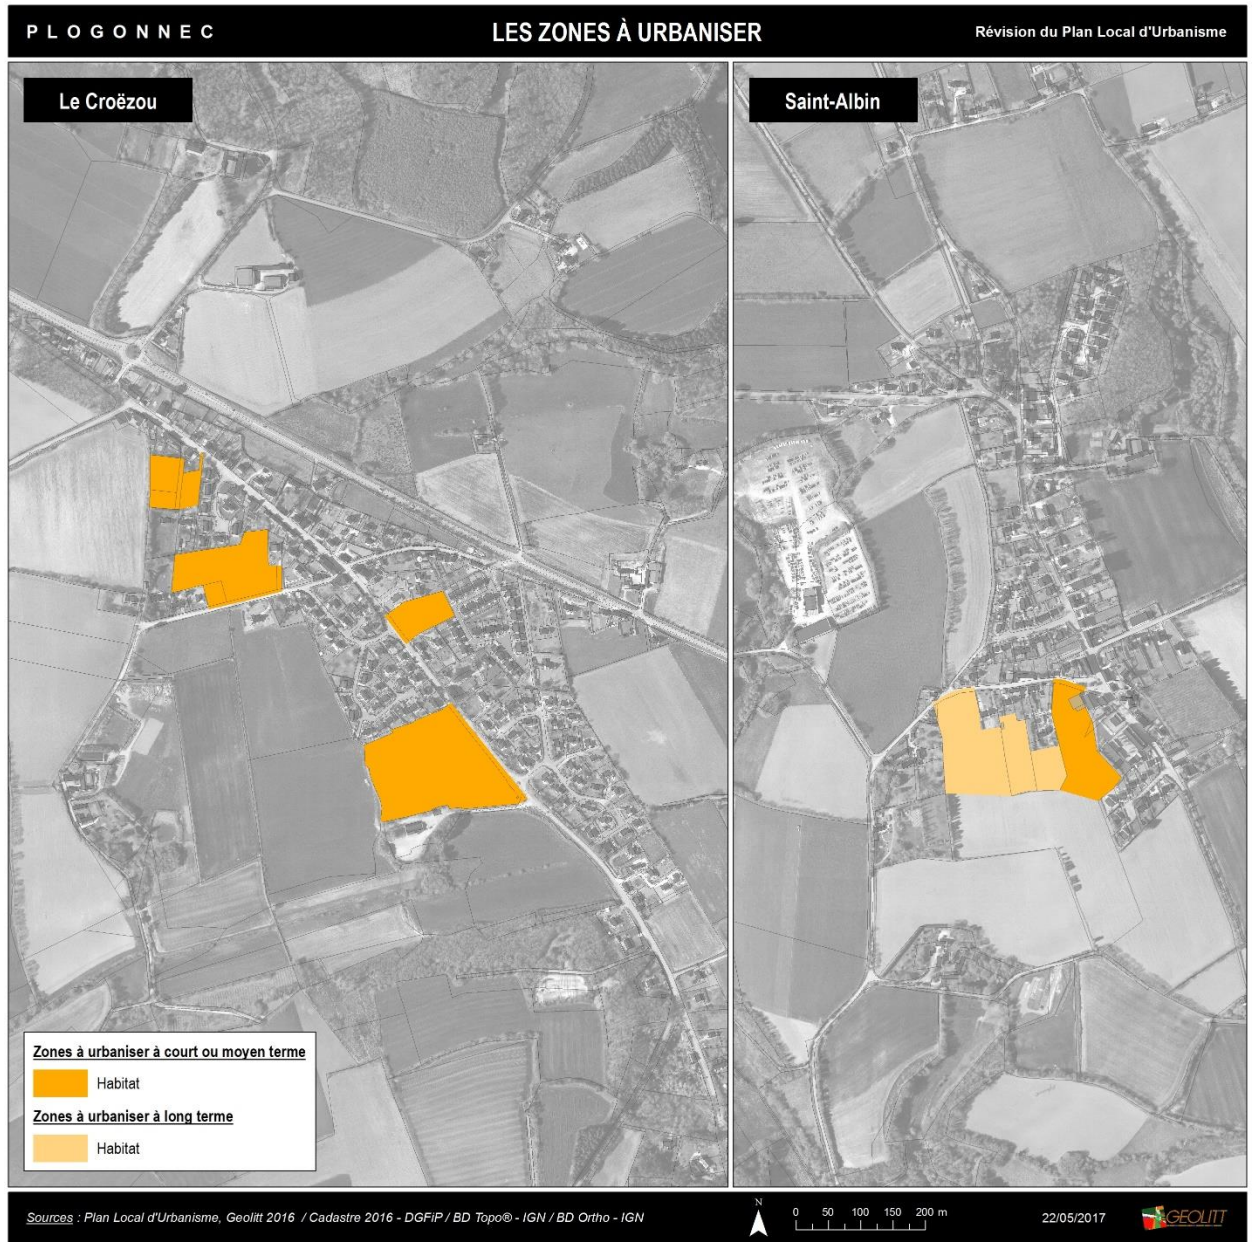 PLOGONNEC
LES ZONES À URBANISER
Révision du Plan Local d'Urbanisme
Le Croëzou
Saint-Albin
Zones à urbaniser à court ou moyen terme
Habitat
Zones à urbaniser à long terme
Habitat
Sources : Plan Local d'Urbanisme, Geolitt 2016 / Cadastre 2016 - DGFiP / BD Topo® - IGN / BD Ortho - IGN
N
0 50 100 150 200 m
22/05/2017
GEOLITT